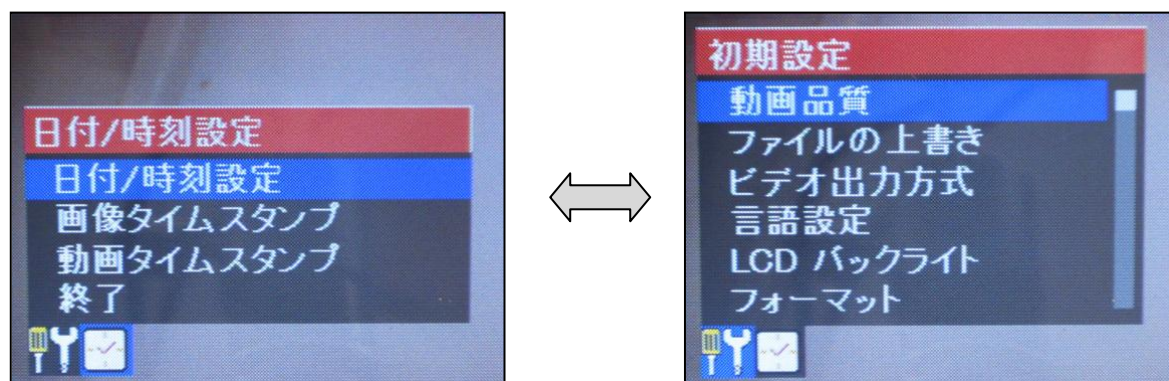 日付/時刻設定
日付/時刻設定
画像タイムスタンプ
動画タイムスタンプ
終了
初期設定
動画品質
ファイルの上書き
ビデオ出力方式
言語設定
LCD バックライト
フォーマット